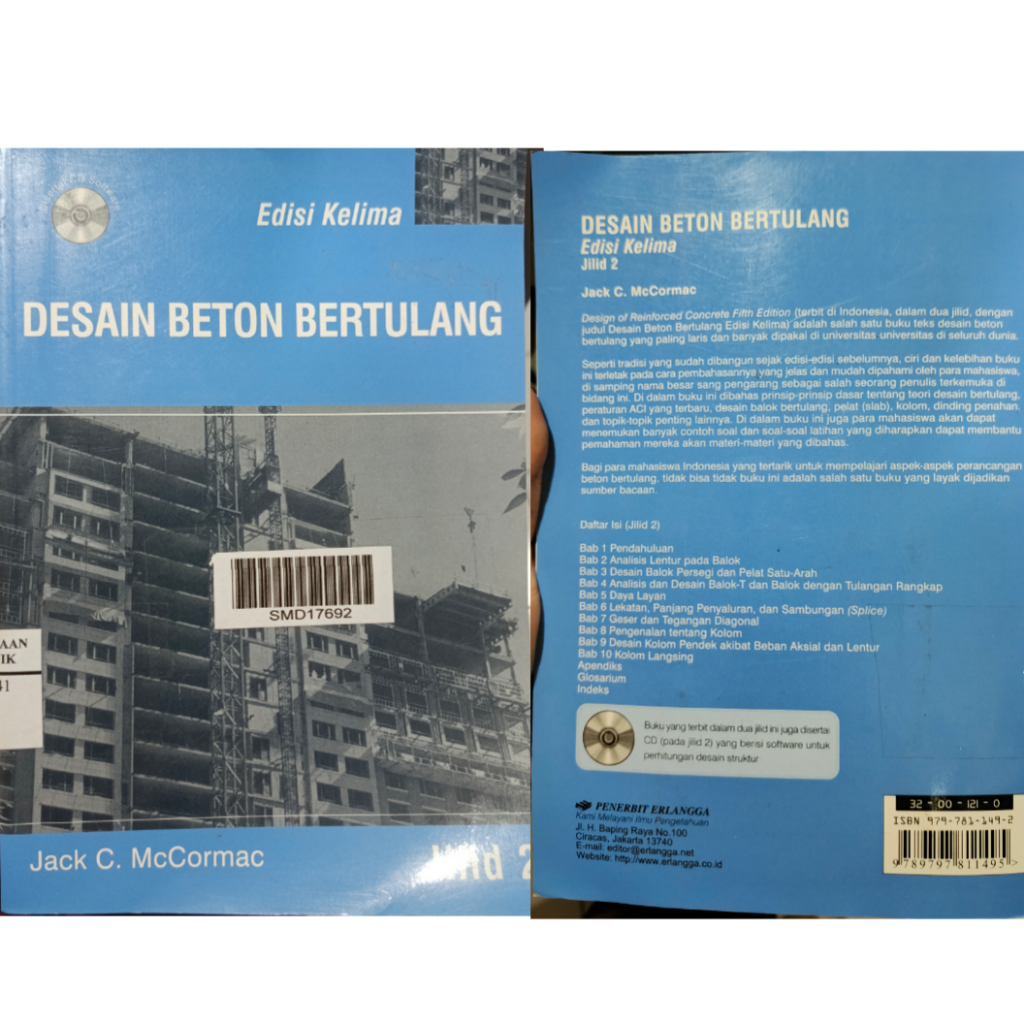 Edisi Kelima
DESAIN BETON BERTULANG
SMD17692
AAN
IK
41
Jack C. McCormac
Jilid 2
DESAIN BETON BERTULANG
Edisi Kelima
Jilid 2
Jack C. McCormac
Design of Reinforced Concrete Fifth Edition (terbit di Indonesia, dalam dua jilid, dengan
judul Desain Beton Bertulang Edisi Kelima) adalah salah satu buku teks desain beton
bertulang yang paling laris dan banyak dipakai di universitas universitas di seluruh dunia.
Seperti tradisi yang sudah dibangun sejak edisi-edisi sebelumnya, ciri dan kelebihan buku
ini terletak pada cara pembahasannya yang jelas dan mudah dipahami oleh para mahasiswa,
di samping nama besar sang pengarang sebagai salah seorang penulis terkemuka di
bidang ini. Di dalam buku ini dibahas prinsip-prinsip dasar tentang teori desain bertulang,
peraturan ACI yang terbaru, desain balok bertulang, pelat (slab), kolom, dinding penahan,
dan topik-topik penting lainnya. Di dalam buku ini juga para mahasiswa akan dapat
menemukan banyak contoh soal dan soal-soal latihan yang diharapkan dapat membantu
pemahaman mereka akan materi-materi yang dibahas.
Bagi para mahasiswa Indonesia yang tertarik untuk mempelajari aspek-aspek perancangan
beton bertulang, tidak bisa tidak buku ini adalah salah satu buku yang layak dijadikan
sumber bacaan.
Daftar Isi (Jilid 2)
Bab 1 Pendahuluan
Bab 2 Analisis Lentur pada Balok
Bab 3 Desain Balok Persegi dan Pelat Satu-Arah
Bab 4 Analisis dan Desain Balok-T dan Balok dengan Tulangan Rangkap
Bab 5 Daya Layan
Bab 6 Lekatan, Panjang Penyaluran, dan Sambungan (Splice)
Bab 7 Geser dan Tegangan Diagonal
Bab 8 Pengenalan tentang Kolom
Bab 9 Desain Kolom Pendek akibat Beban Aksial dan Lentur
Bab 10 Kolom Langsing
Apendiks
Glosarium
Indeks
Buku yang terbit dalam dua jilid ini juga disertai
CD (pada jilid 2) yang berisi software untuk
perhitungan desain struktur
PENERBIT ERLANGGA
Kami Melayani Ilmu Pengetahuan
Jl. H. Baping Raya No.100
Ciracas, Jakarta 13740
E-mail: editor@erlangga.net
Website: http://www.erlangga.co.id
32-00-121-0
ISBN 979-781-149-2
9 789797 811495 >